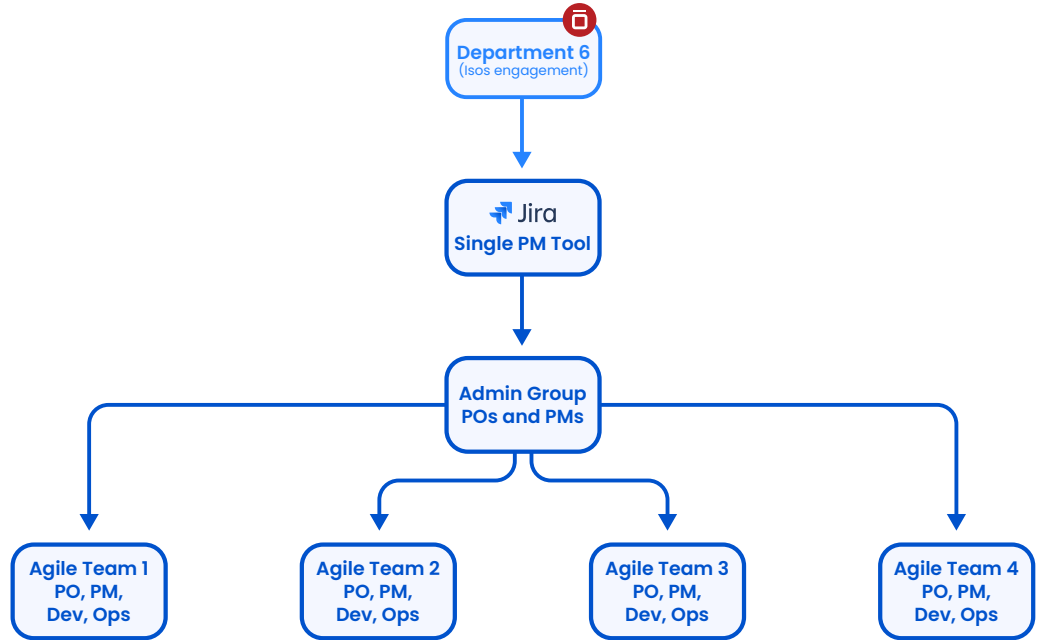 Department 6
(Isos engagement)
Jira
Single PM Tool
Admin Group
POs and PMs
Agile Team 1
PO, PM,
Dev, Ops
Agile Team 2
PO, PM,
Dev, Ops
Agile Team 3
PO, PM,
Dev, Ops
Agile Team 4
PO, PM,
Dev, Ops